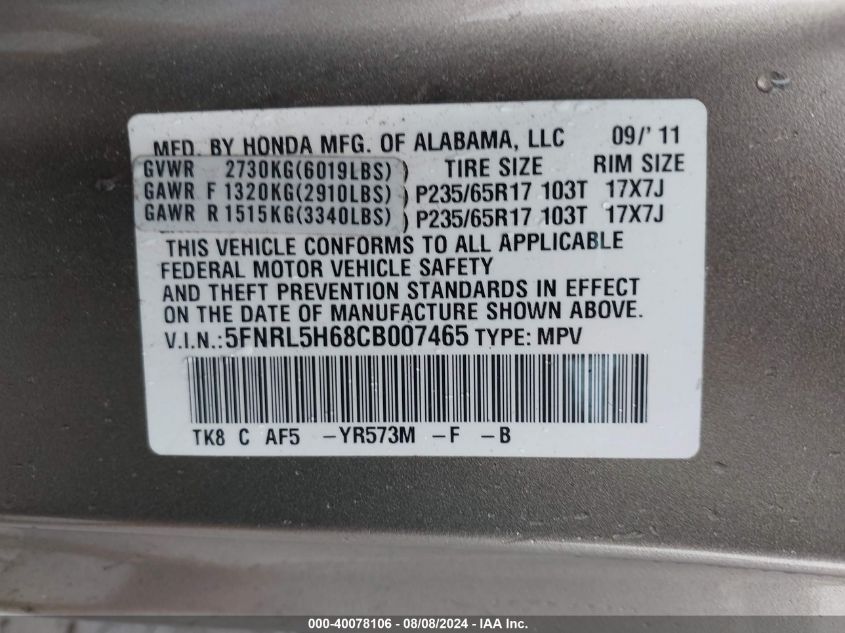 MFD. BY HONDA MFG. OF ALABAMA, LLC 09/' 11
GVWR 2730KG(6019LBS) TIRE SIZE RIM SIZE
GAWR F 1320KG(2910LBS) P235/65R17 103T 17X7J
GAWR R 1515KG(3340LBS) P235/65R17 103T 17X7J
THIS VEHICLE CONFORMS TO ALL APPLICABLE
FEDERAL MOTOR VEHICLE SAFETY
AND THEFT PREVENTION STANDARDS IN EFFECT
ON THE DATE OF MANUFACTURE SHOWN ABOVE.
V.I.N.:5FNRL5H68CB007465 TYPE: MPV
TK8 C AF5 -YR573M -F -B
000-40078106 - 08/08/2024 - IAA Inc.